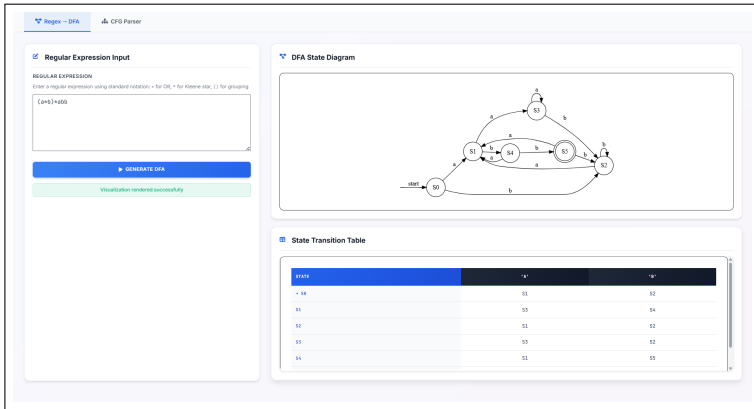 Regex → DFA
CFG Parser
Regular Expression Input
REGULAR EXPRESSION
Enter a regular expression using standard notation: + for OR, * for Kleene star, ( ) for grouping
(a+b)*abb
GENERATE DFA
Visualization rendered successfully
DFA State Diagram
a
S3
a
b
a
S1
b
S4
b
S5
b
b
S2
a
a
a
start
S0
b
State Transition Table
STATE 'A' 'B'
→ S0 S1 S2
S1 S3 S4
S2 S1 S2
S3 S3 S2
S4 S1 S5